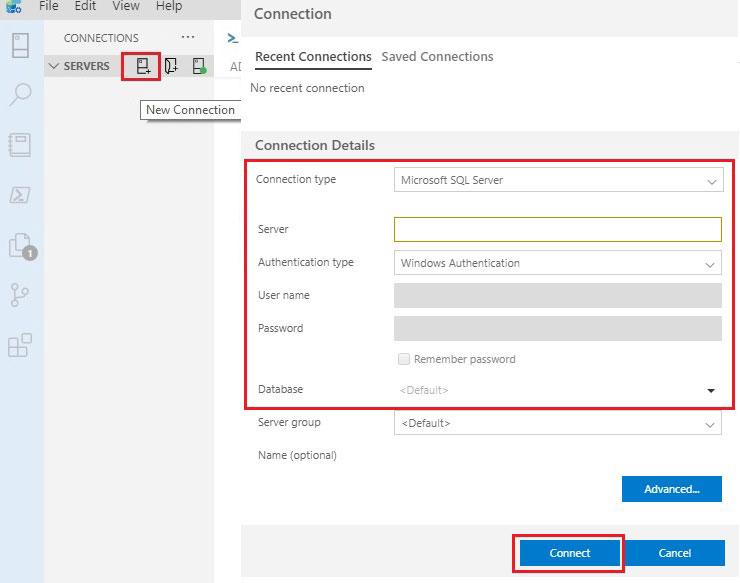 File Edit View Help
CONNECTIONS ...
SERVERS
New Connection
1
Connection
Recent Connections Saved Connections
No recent connection
Connection Details
Connection type Microsoft SQL Server
Server
Authentication type Windows Authentication
User name
Password
Remember password
Database <Default>
Server group <Default>
Name (optional)
Advanced...
Connect Cancel